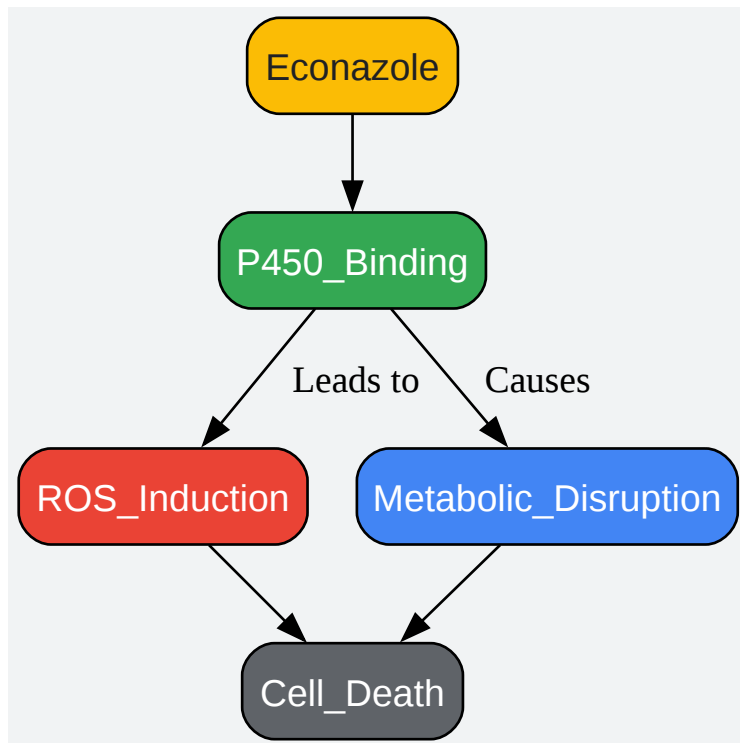 Econazole
P450_Binding
Leads to
Causes
ROS_Induction
Metabolic_Disruption
Cell_Death